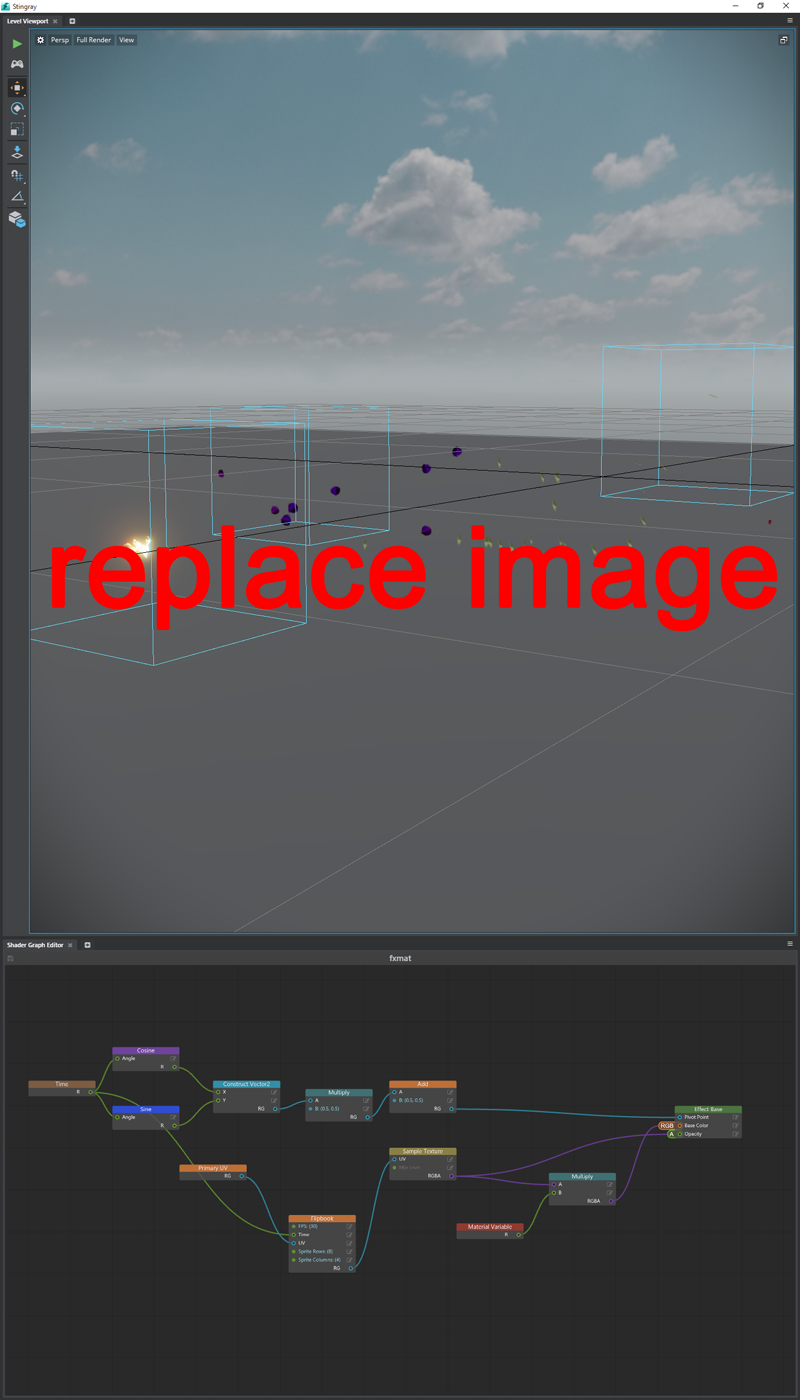 Stingray
Level Viewport
Persp Full Render View
replace image
Shader Graph Editor
fxmat
Cosine
Angle
R
Time
R
Sine
Angle
R
Construct Vector2
X
Y
RG
Multiply
A
B: (0.5, 0.5)
RG
Add
A
B: (0.5, 0.5)
RG
Effect Base
Pivot Point
RGB Base Color
A Opacity
Primary UV
RG
Sample Texture
UV
RGBA
Multiply
A
B
RGBA
Material Variable
R
Flipbook
FPS: (30)
Time
UV
Sprite Rows: (8)
Sprite Columns: (4)
RG